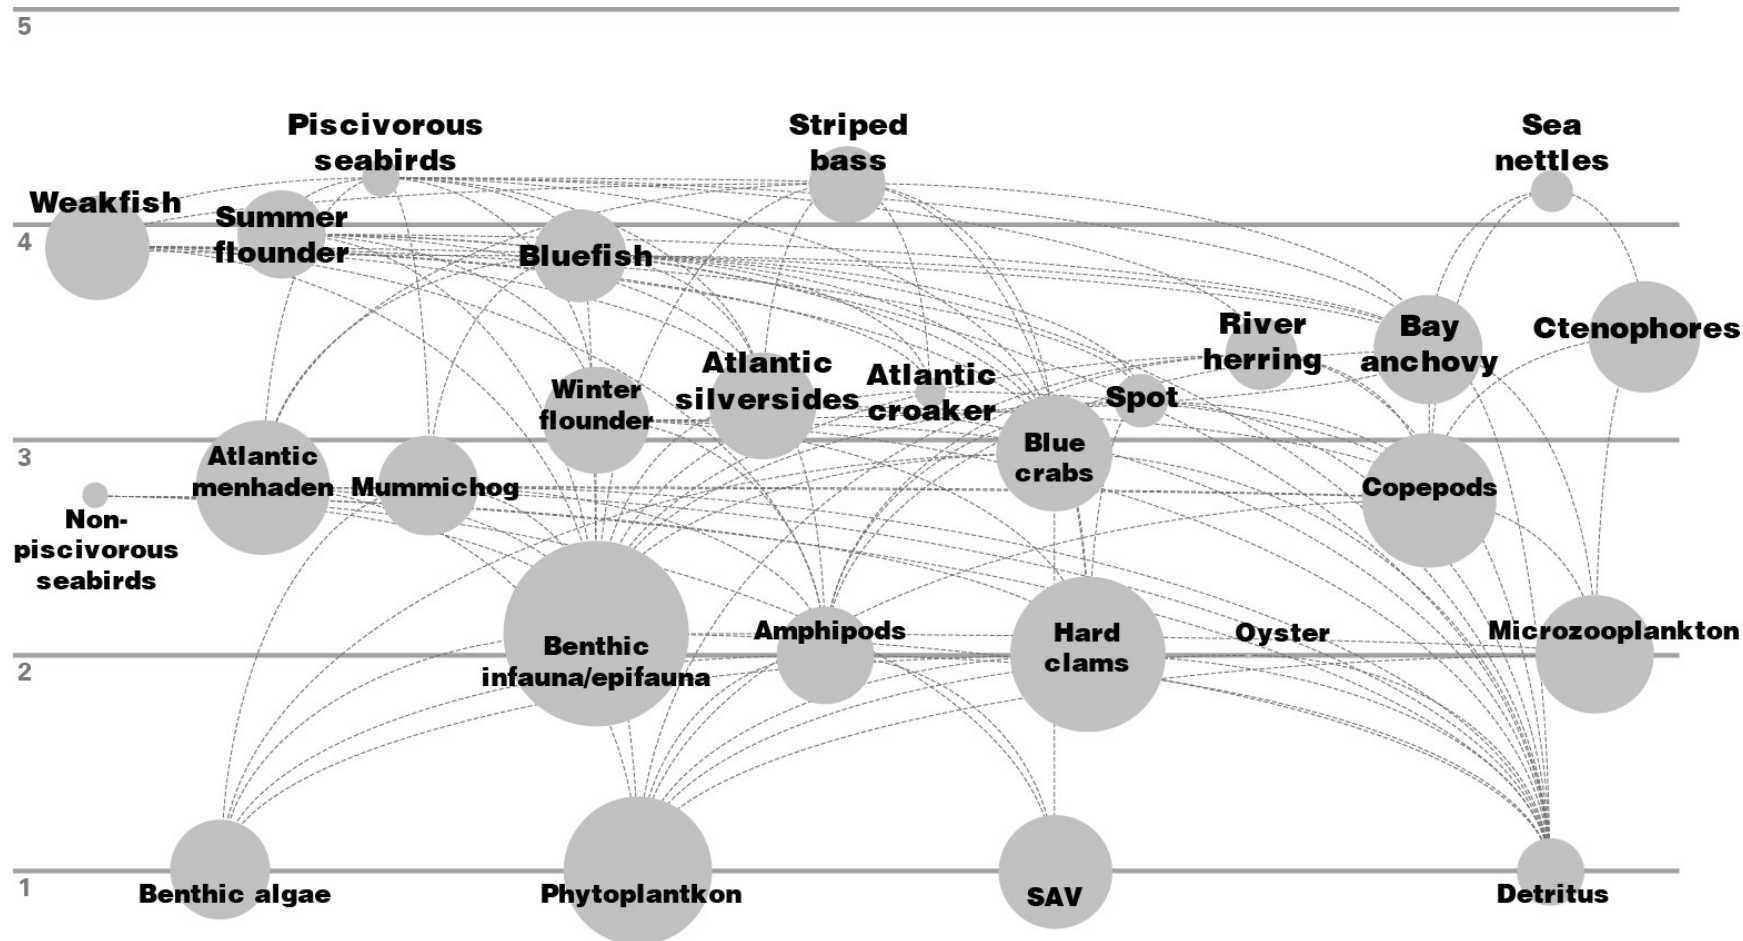 5
Piscivorous
seabirds
Striped
bass
Sea
nettles
Weakfish
Summer
flounder
4
Bluefish
River
herring
Bay
anchovy
Ctenophores
Winter
flounder
Atlantic
silversides
Atlantic
croaker
Spot
3
Atlantic
menhaden
Mummichog
Blue
crabs
Copepods
Non-
piscivorous
seabirds
Benthic
infauna/epifauna
Amphipods
Hard
clams
Oyster
Microzooplankton
2
1
Benthic algae
Phytoplantkon
SAV
Detritus